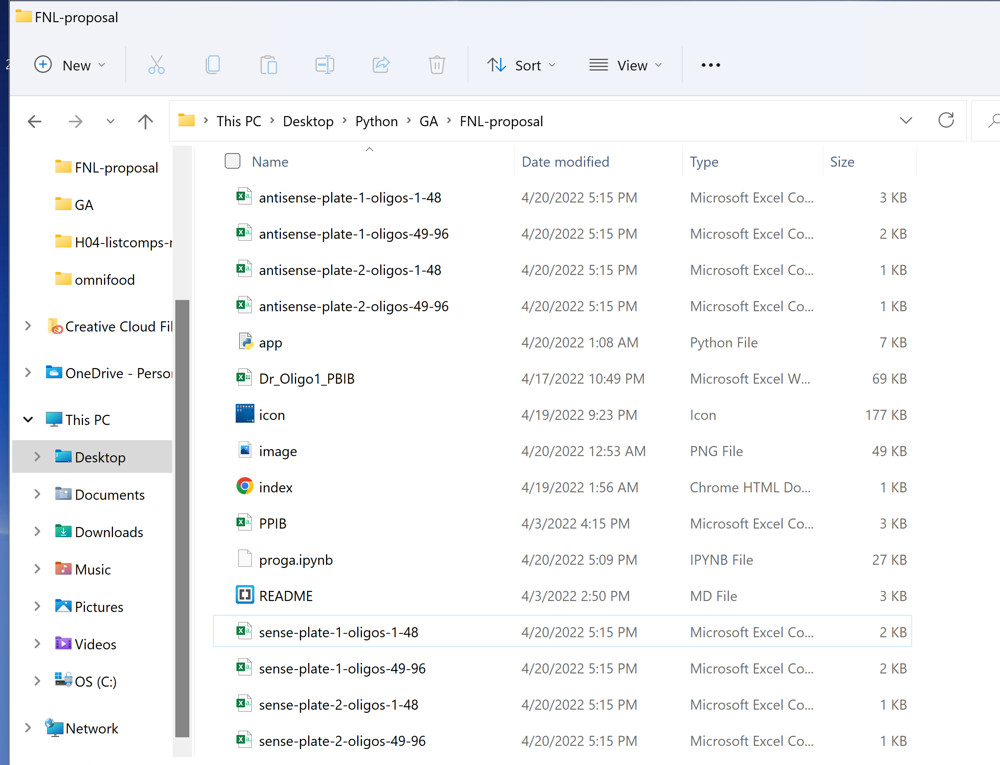 FNL-proposal
New
Sort
View
This PC > Desktop > Python > GA > FNL-proposal
FNL-proposal
GA
H04-listcomps-
omnifood
Creative Cloud Fil
OneDrive - Person
This PC
Desktop
Documents
Downloads
Music
Pictures
Videos
OS (C:)
Network
Name Date modified Type Size
antisense-plate-1-oligos-1-48 4/20/2022 5:15 PM Microsoft Excel Co... 3 KB
antisense-plate-1-oligos-49-96 4/20/2022 5:15 PM Microsoft Excel Co... 2 KB
antisense-plate-2-oligos-1-48 4/20/2022 5:15 PM Microsoft Excel Co... 1 KB
antisense-plate-2-oligos-49-96 4/20/2022 5:15 PM Microsoft Excel Co... 1 KB
app 4/20/2022 1:08 AM Python File 7 KB
Dr_Oligo1_PBIB 4/17/2022 10:49 PM Microsoft Excel W... 69 KB
icon 4/19/2022 9:23 PM Icon 177 KB
image 4/20/2022 12:53 AM PNG File 49 KB
index 4/19/2022 1:56 AM Chrome HTML Do... 1 KB
PPIB 4/3/2022 4:15 PM Microsoft Excel Co... 3 KB
proga.ipynb 4/20/2022 5:09 PM IPYNB File 27 KB
README 4/3/2022 2:50 PM MD File 3 KB
sense-plate-1-oligos-1-48 4/20/2022 5:15 PM Microsoft Excel Co... 2 KB
sense-plate-1-oligos-49-96 4/20/2022 5:15 PM Microsoft Excel Co... 2 KB
sense-plate-2-oligos-1-48 4/20/2022 5:15 PM Microsoft Excel Co... 1 KB
sense-plate-2-oligos-49-96 4/20/2022 5:15 PM Microsoft Excel Co... 1 KB